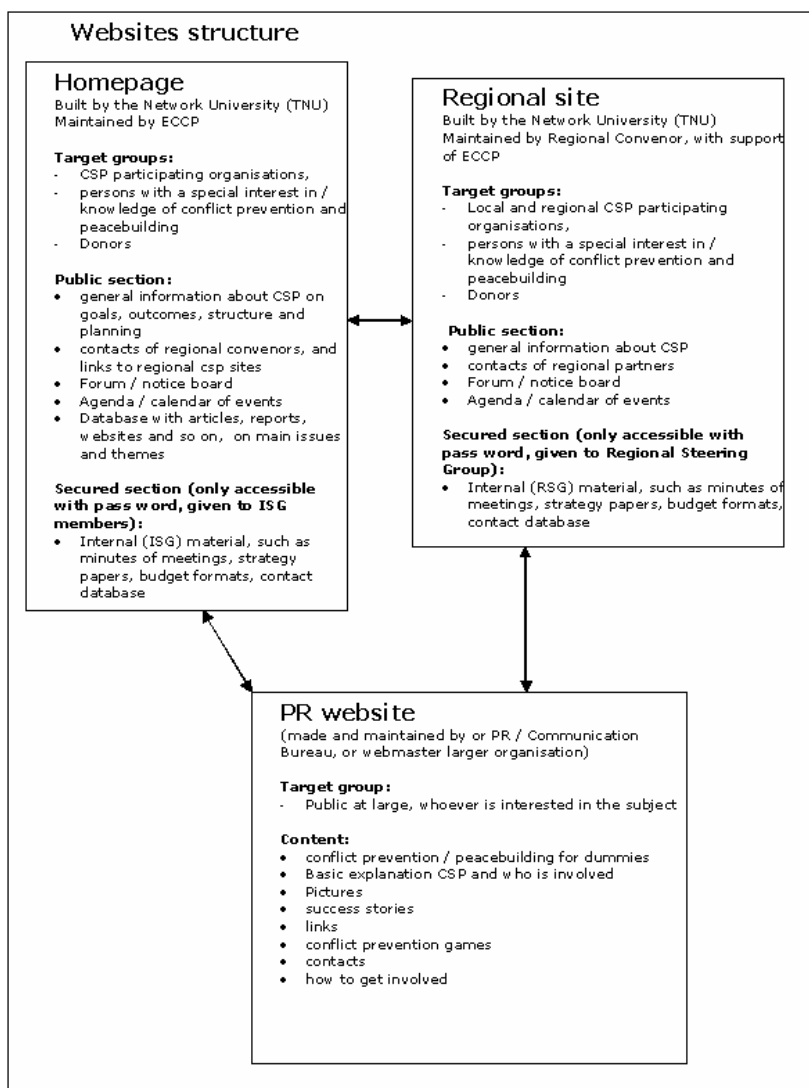 Websites structure
Homepage
Built by the Network University (TNU)
Maintained by ECCP
Target groups:
- CSP participating organisations,
- persons with a special interest in /
knowledge of conflict prevention and
peacebuilding
- Donors
Public section:
• general information about CSP on
goals, outcomes, structure and
planning
• contacts of regional convenors, and
links to regional csp sites
• Forum / notice board
• Agenda / calendar of events
• Database with articles, reports,
websites and so on, on main issues
and themes
Secured section (only accessible
with pass word, given to ISG
members):
• Internal (ISG) material, such as
minutes of meetings, strategy
papers, budget formats, contact
database
Regional site
Built by the Network University (TNU)
Maintained by Regional Convenor, with support
of ECCP
Target groups:
- Local and regional CSP participating
organisations,
- persons with a special interest in /
knowledge of conflict prevention and
peacebuilding
- Donors
Public section:
• general information about CSP
• contacts of regional partners
• Forum / notice board
• Agenda / calendar of events
Secured section (only accessible with
pass word, given to Regional Steering
Group):
• Internal (RSG) material, such as minutes of
meetings, strategy papers, budget formats,
contact database
PR website
(made and maintained by or PR / Communication
Bureau, or webmaster larger organisation)
Target group:
- Public at large, whoever is interested in the subject
Content:
• conflict prevention / peacebuilding for dummies
• Basic explanation CSP and who is involved
• Pictures
• success stories
• links
• conflict prevention games
• contacts
• how to get involved